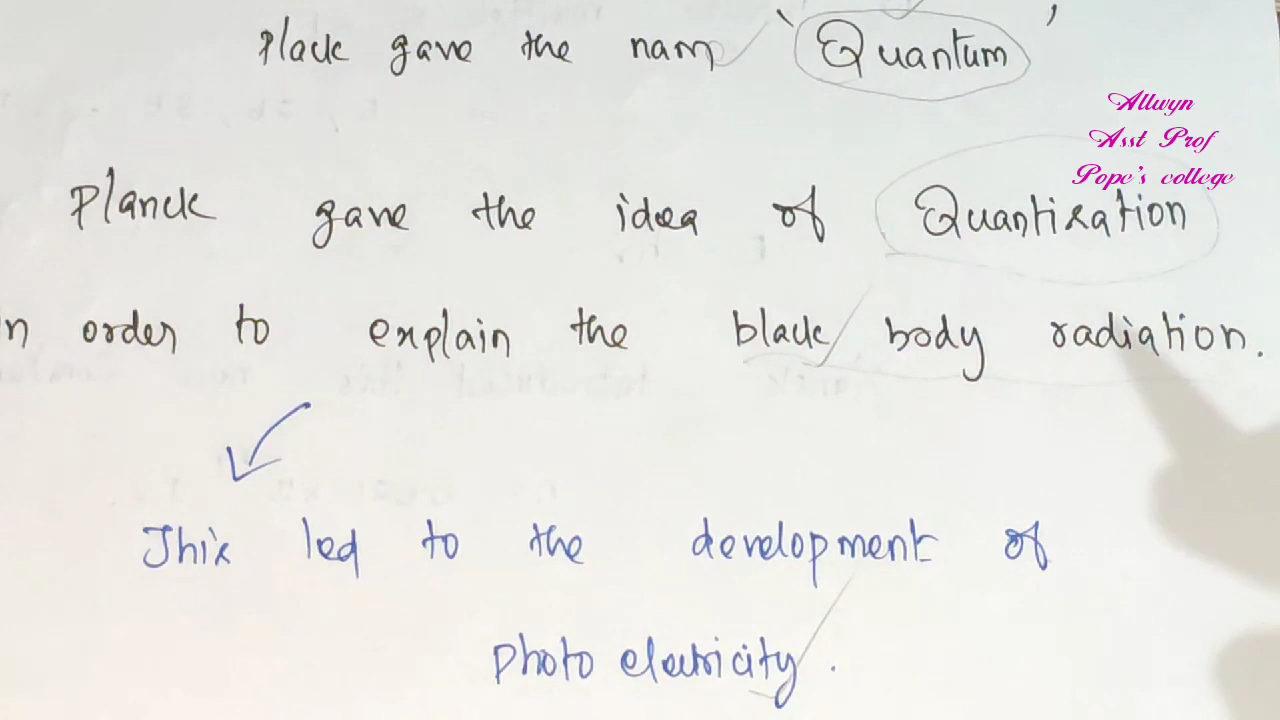 Plack gave the nam 'Quantum'
Allwyn
Asst Prof
Pope's college
Planck gave the idea of Quantization
n order to explain the black body radiation.
This led to the development of
Photo electricity.